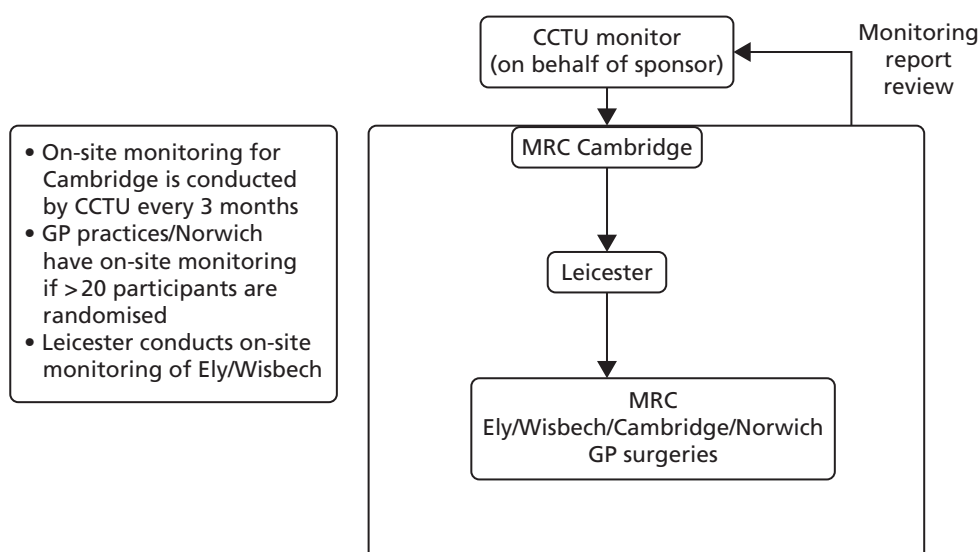 CCTU monitor
(on behalf of sponsor)
Monitoring
report
review
• On-site monitoring for
Cambridge is conducted
by CCTU every 3 months
• GP practices/Norwich
have on-site monitoring
if >20 participants are
randomised
• Leicester conducts on-site
monitoring of Ely/Wisbech
MRC Cambridge
Leicester
MRC
Ely/Wisbech/Cambridge/Norwich
GP surgeries